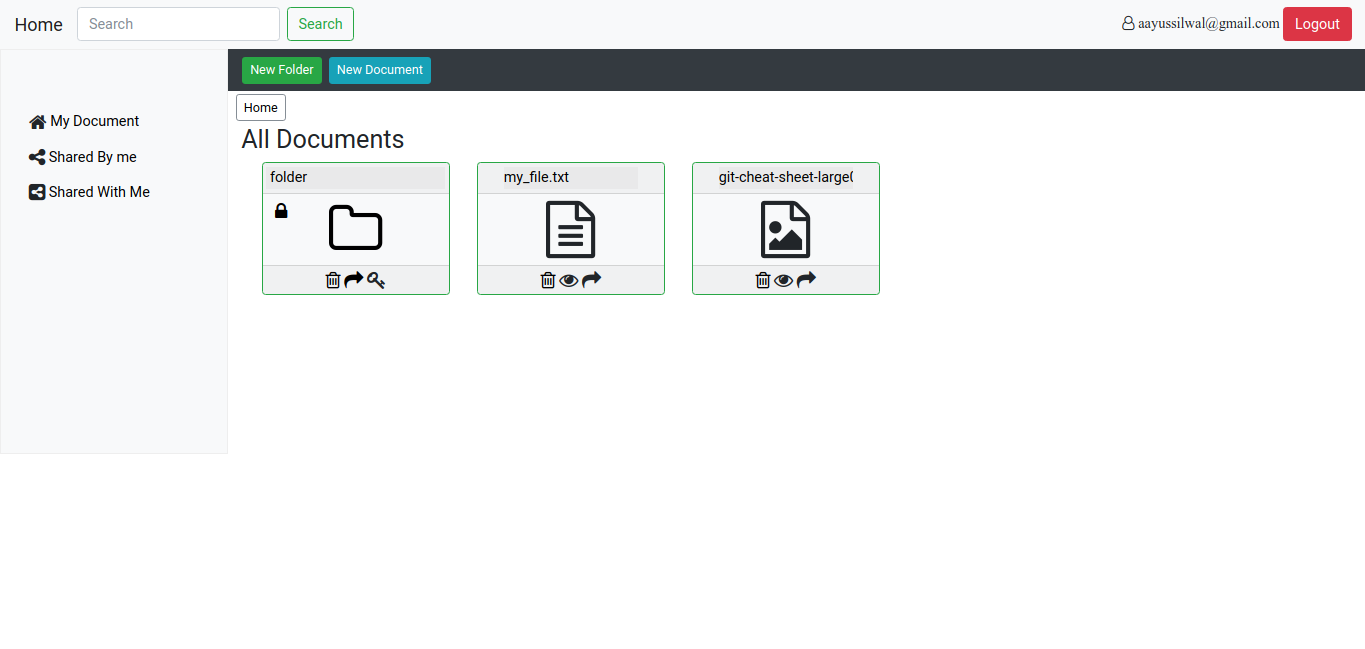 Home Search Search aayussilwal@gmail.com Logout
New Folder New Document
My Document
Shared By me
Shared With Me
Home
All Documents
folder my_file.txt git-cheat-sheet-large(